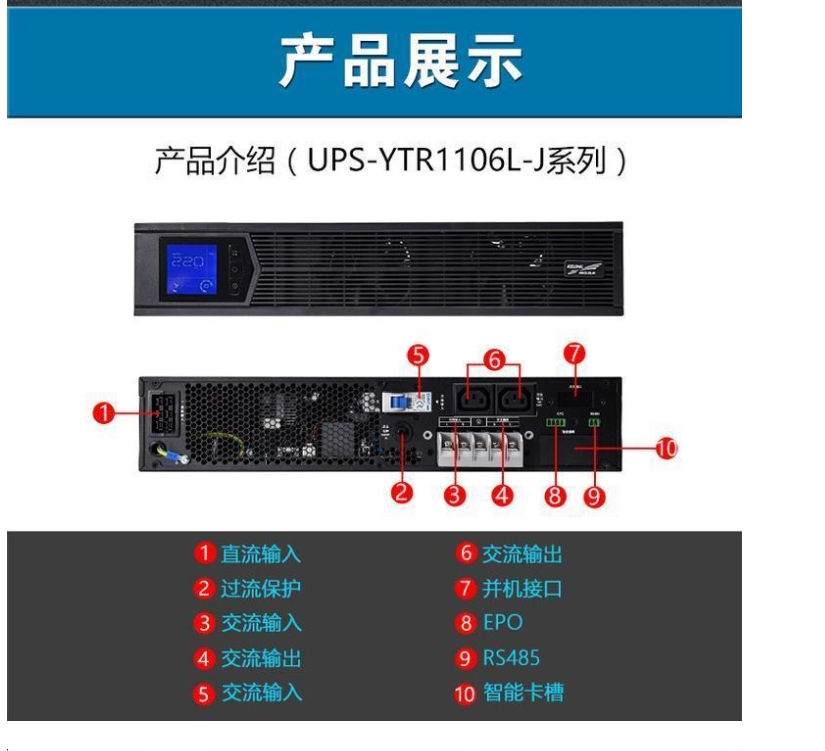 产品展示
产品介绍（UPS-YTR1106L-J系列）
220
5
6
7
1
10
2
3
4
8
9
1 直流输入
6 交流输出
2 过流保护
7 并机接口
3 交流输入
8 EPO
4 交流输出
9 RS485
5 交流输入
10 智能卡槽